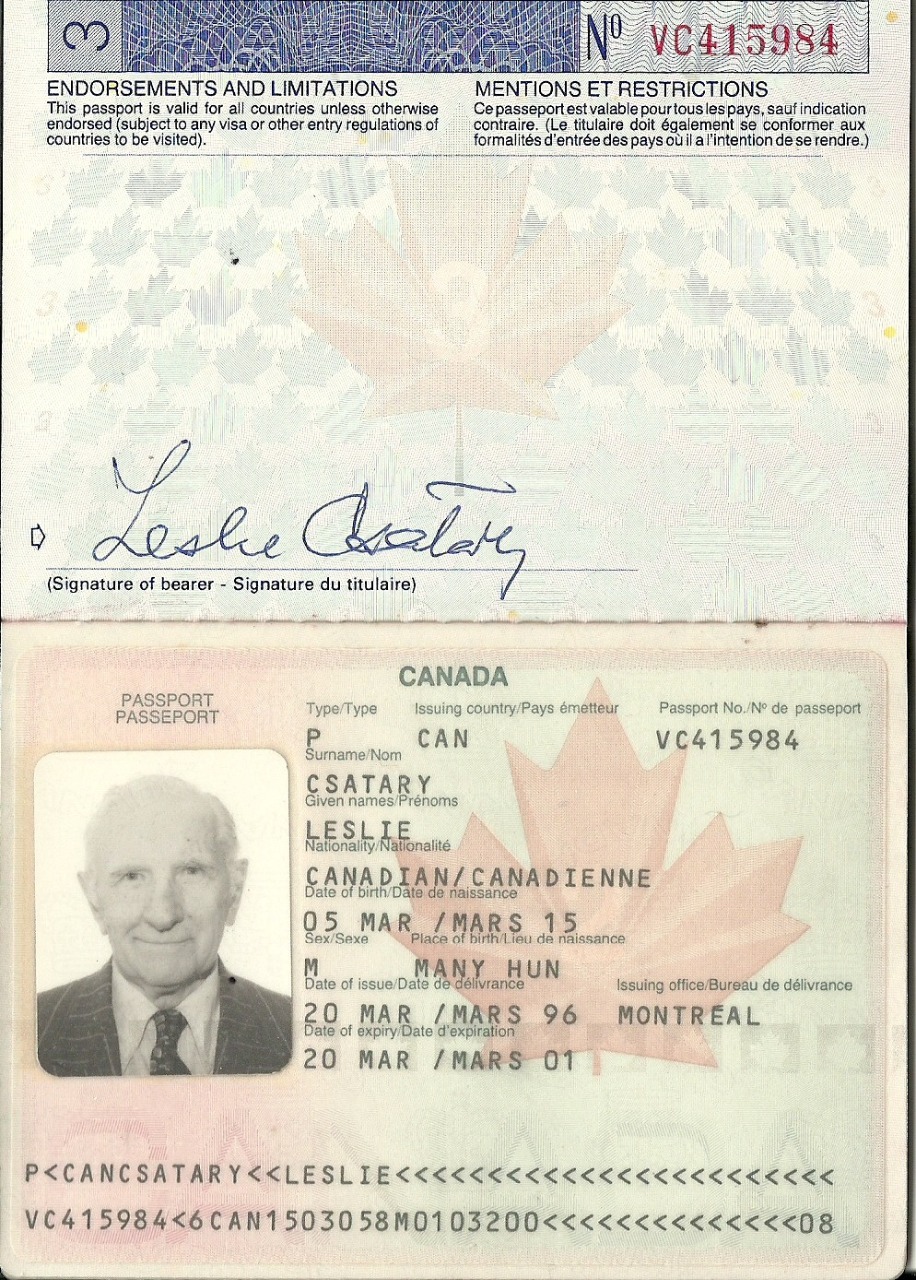 3
Nº VC415984
ENDORSEMENTS AND LIMITATIONS
This passport is valid for all countries unless otherwise
endorsed (subject to any visa or other entry regulations of
countries to be visited).
MENTIONS ET RESTRICTIONS
Ce passeport est valable pour tous les pays, sauf indication
contraire. (Le titulaire doit également se conformer aux
formalités d'entrée des pays où il a l'intention de se rendre.)
Leslie Csatáry
(Signature of bearer - Signature du titulaire)
CANADA
PASSPORT
PASSEPORT
Type/Type Issuing country/Pays émetteur Passport No./Nº de passeport
P CAN VC415984
Surname/Nom
CSATARY
Given names/Prénoms
LESLIE
Nationality/Nationalité
CANADIAN/CANADIENNE
Date of birth/Date de naissance
05 MAR /MARS 15
Sex/Sexe Place of birth/Lieu de naissance
M MANY HUN
Date of issue/Date de délivrance Issuing office/Bureau de délivrance
20 MAR /MARS 96 MONTREAL
Date of expiry/Date d'expiration
20 MAR /MARS 01
P<CANCSATARY<<LESLIE<<<<<<<<<<<<<<<<<<<<<<<<
VC415984<6CAN1503058M0103200<<<<<<<<<<<<<<08